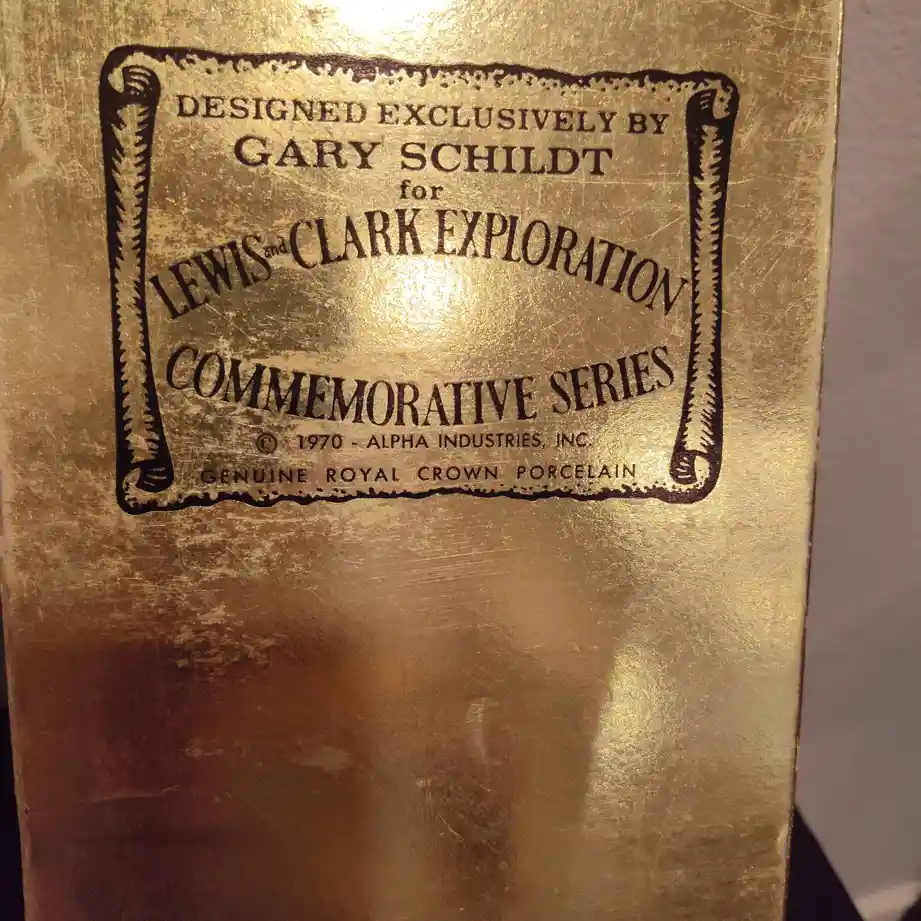 DESIGNED EXCLUSIVELY BY
GARY SCHILDT
for
LEWIS and CLARK EXPLORATION
COMMEMORATIVE SERIES
© 1970 - ALPHA INDUSTRIES, INC.
GENUINE ROYAL CROWN PORCELAIN